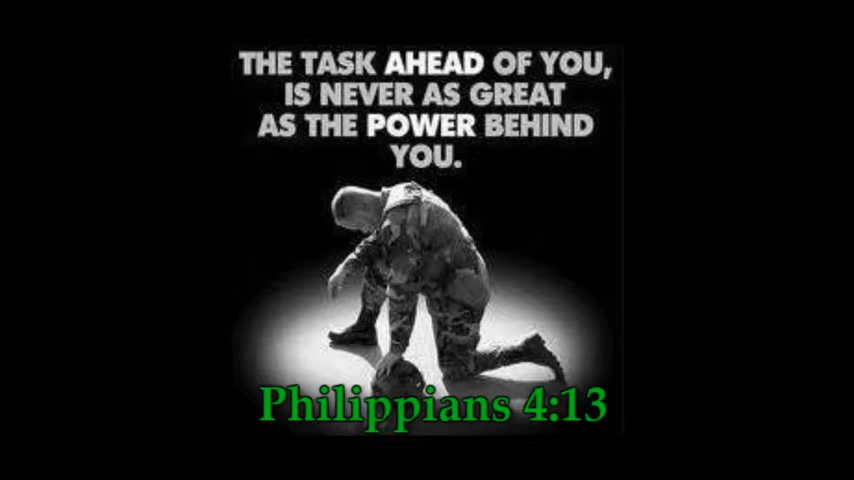 THE TASK AHEAD OF YOU,
IS NEVER AS GREAT
AS THE POWER BEHIND
YOU.
Philippians 4:13